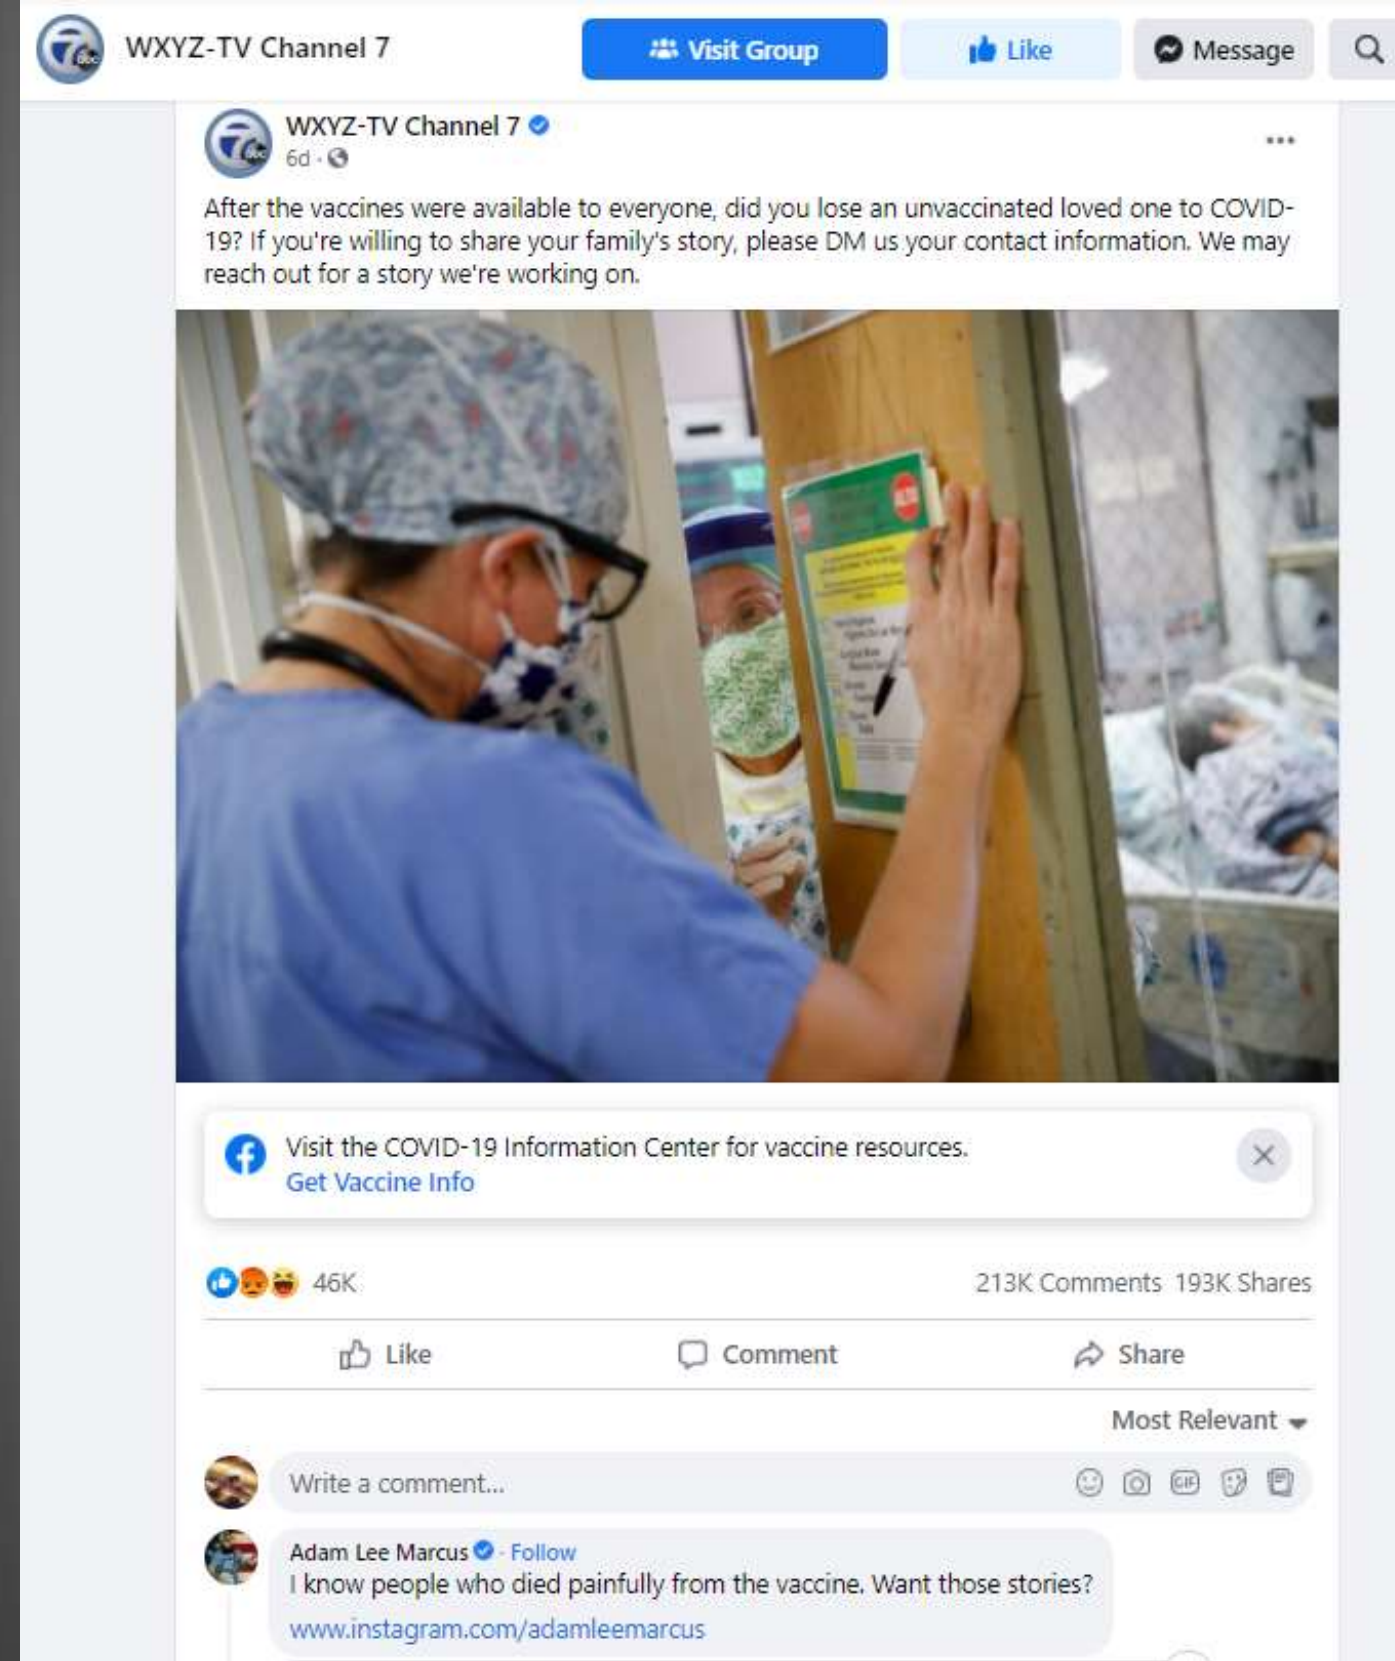 WXYZ-TV Channel 7
Visit Group
Like
Message
WXYZ-TV Channel 7
6d ·
After the vaccines were available to everyone, did you lose an unvaccinated loved one to COVID-
19? If you're willing to share your family's story, please DM us your contact information. We may
reach out for a story we're working on.
Visit the COVID-19 Information Center for vaccine resources.
Get Vaccine Info
46K
213K Comments 193K Shares
Like
Comment
Share
Most Relevant
Write a comment...
GIF
Adam Lee Marcus · Follow
I know people who died painfully from the vaccine. Want those stories?
www.instagram.com/adamleemarcus